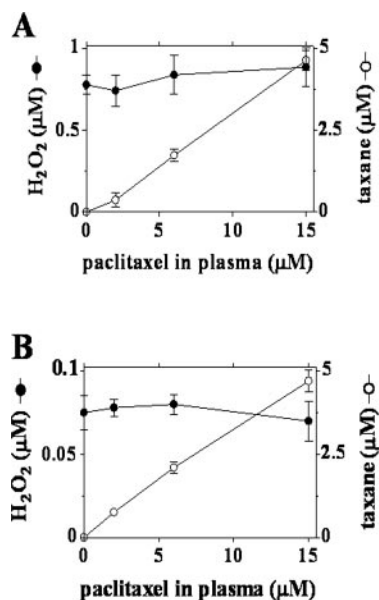 A
1
0.5
0
5
2.5
0
0
5
10
15
H₂O₂ (μM)
taxane (μM)
paclitaxel in plasma (μM)
B
0.1
0.05
0
5
2.5
0
0
5
10
15
H₂O₂ (μM)
taxane (μM)
paclitaxel in plasma (μM)